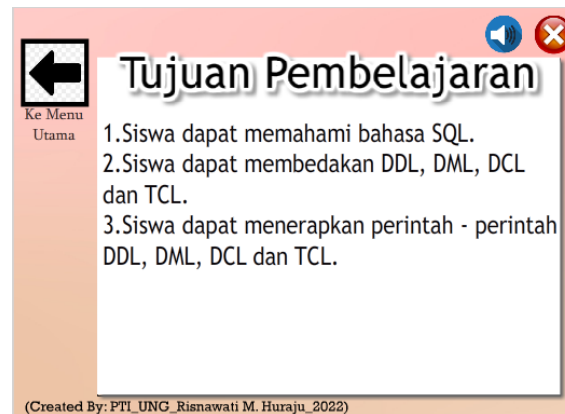 Tujuan Pembelajaran
Ke Menu
Utama
1.Siswa dapat memahami bahasa SQL.
2.Siswa dapat membedakan DDL, DML, DCL
dan TCL.
3.Siswa dapat menerapkan perintah - perintah
DDL, DML, DCL dan TCL.
(Created By: PTI_UNG_Risnawati M. Huraju_2022)